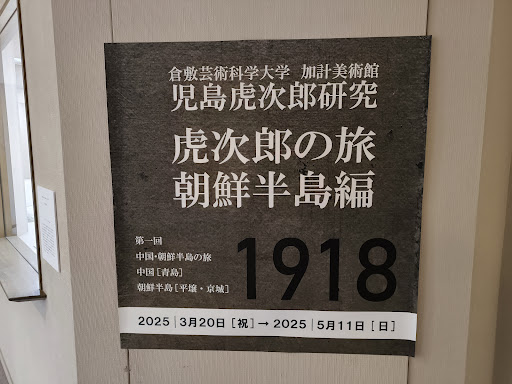 倉敷芸術科学大学 加計美術館
児島虎次郎研究
虎次郎の旅
朝鮮半島編
第一回
中国・朝鮮半島の旅
中国[青島]
朝鮮半島[平壌・京城]
1918
2025|3月20日[祝]→2025|5月11日[日]